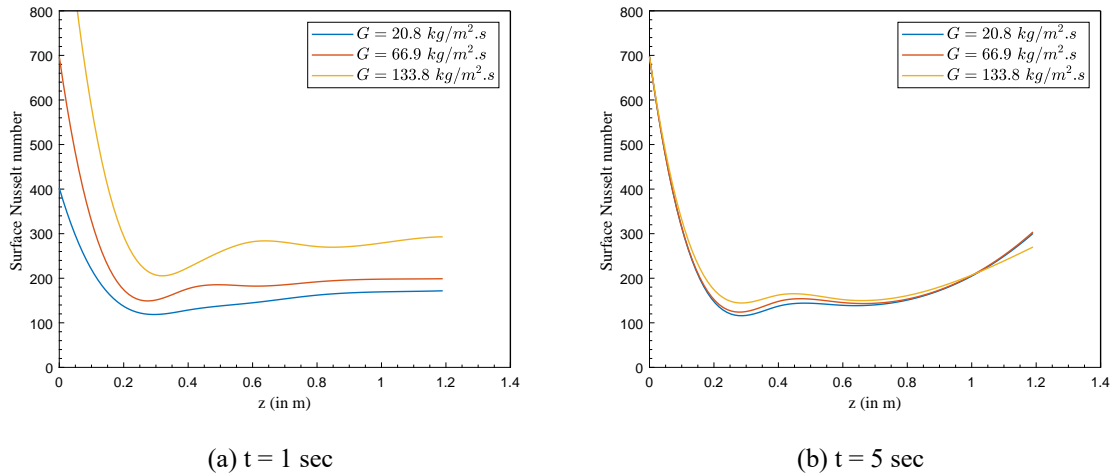 800
700
600
500
400
300
200
100
0
Surface Nusselt number
G = 20.8 kg/m².s
G = 66.9 kg/m².s
G = 133.8 kg/m².s
0 0.2 0.4 0.6 0.8 1 1.2 1.4
z (in m)
(a) t = 1 sec
800
700
600
500
400
300
200
100
0
Surface Nusselt number
G = 20.8 kg/m².s
G = 66.9 kg/m².s
G = 133.8 kg/m².s
0 0.2 0.4 0.6 0.8 1 1.2 1.4
z (in m)
(b) t = 5 sec